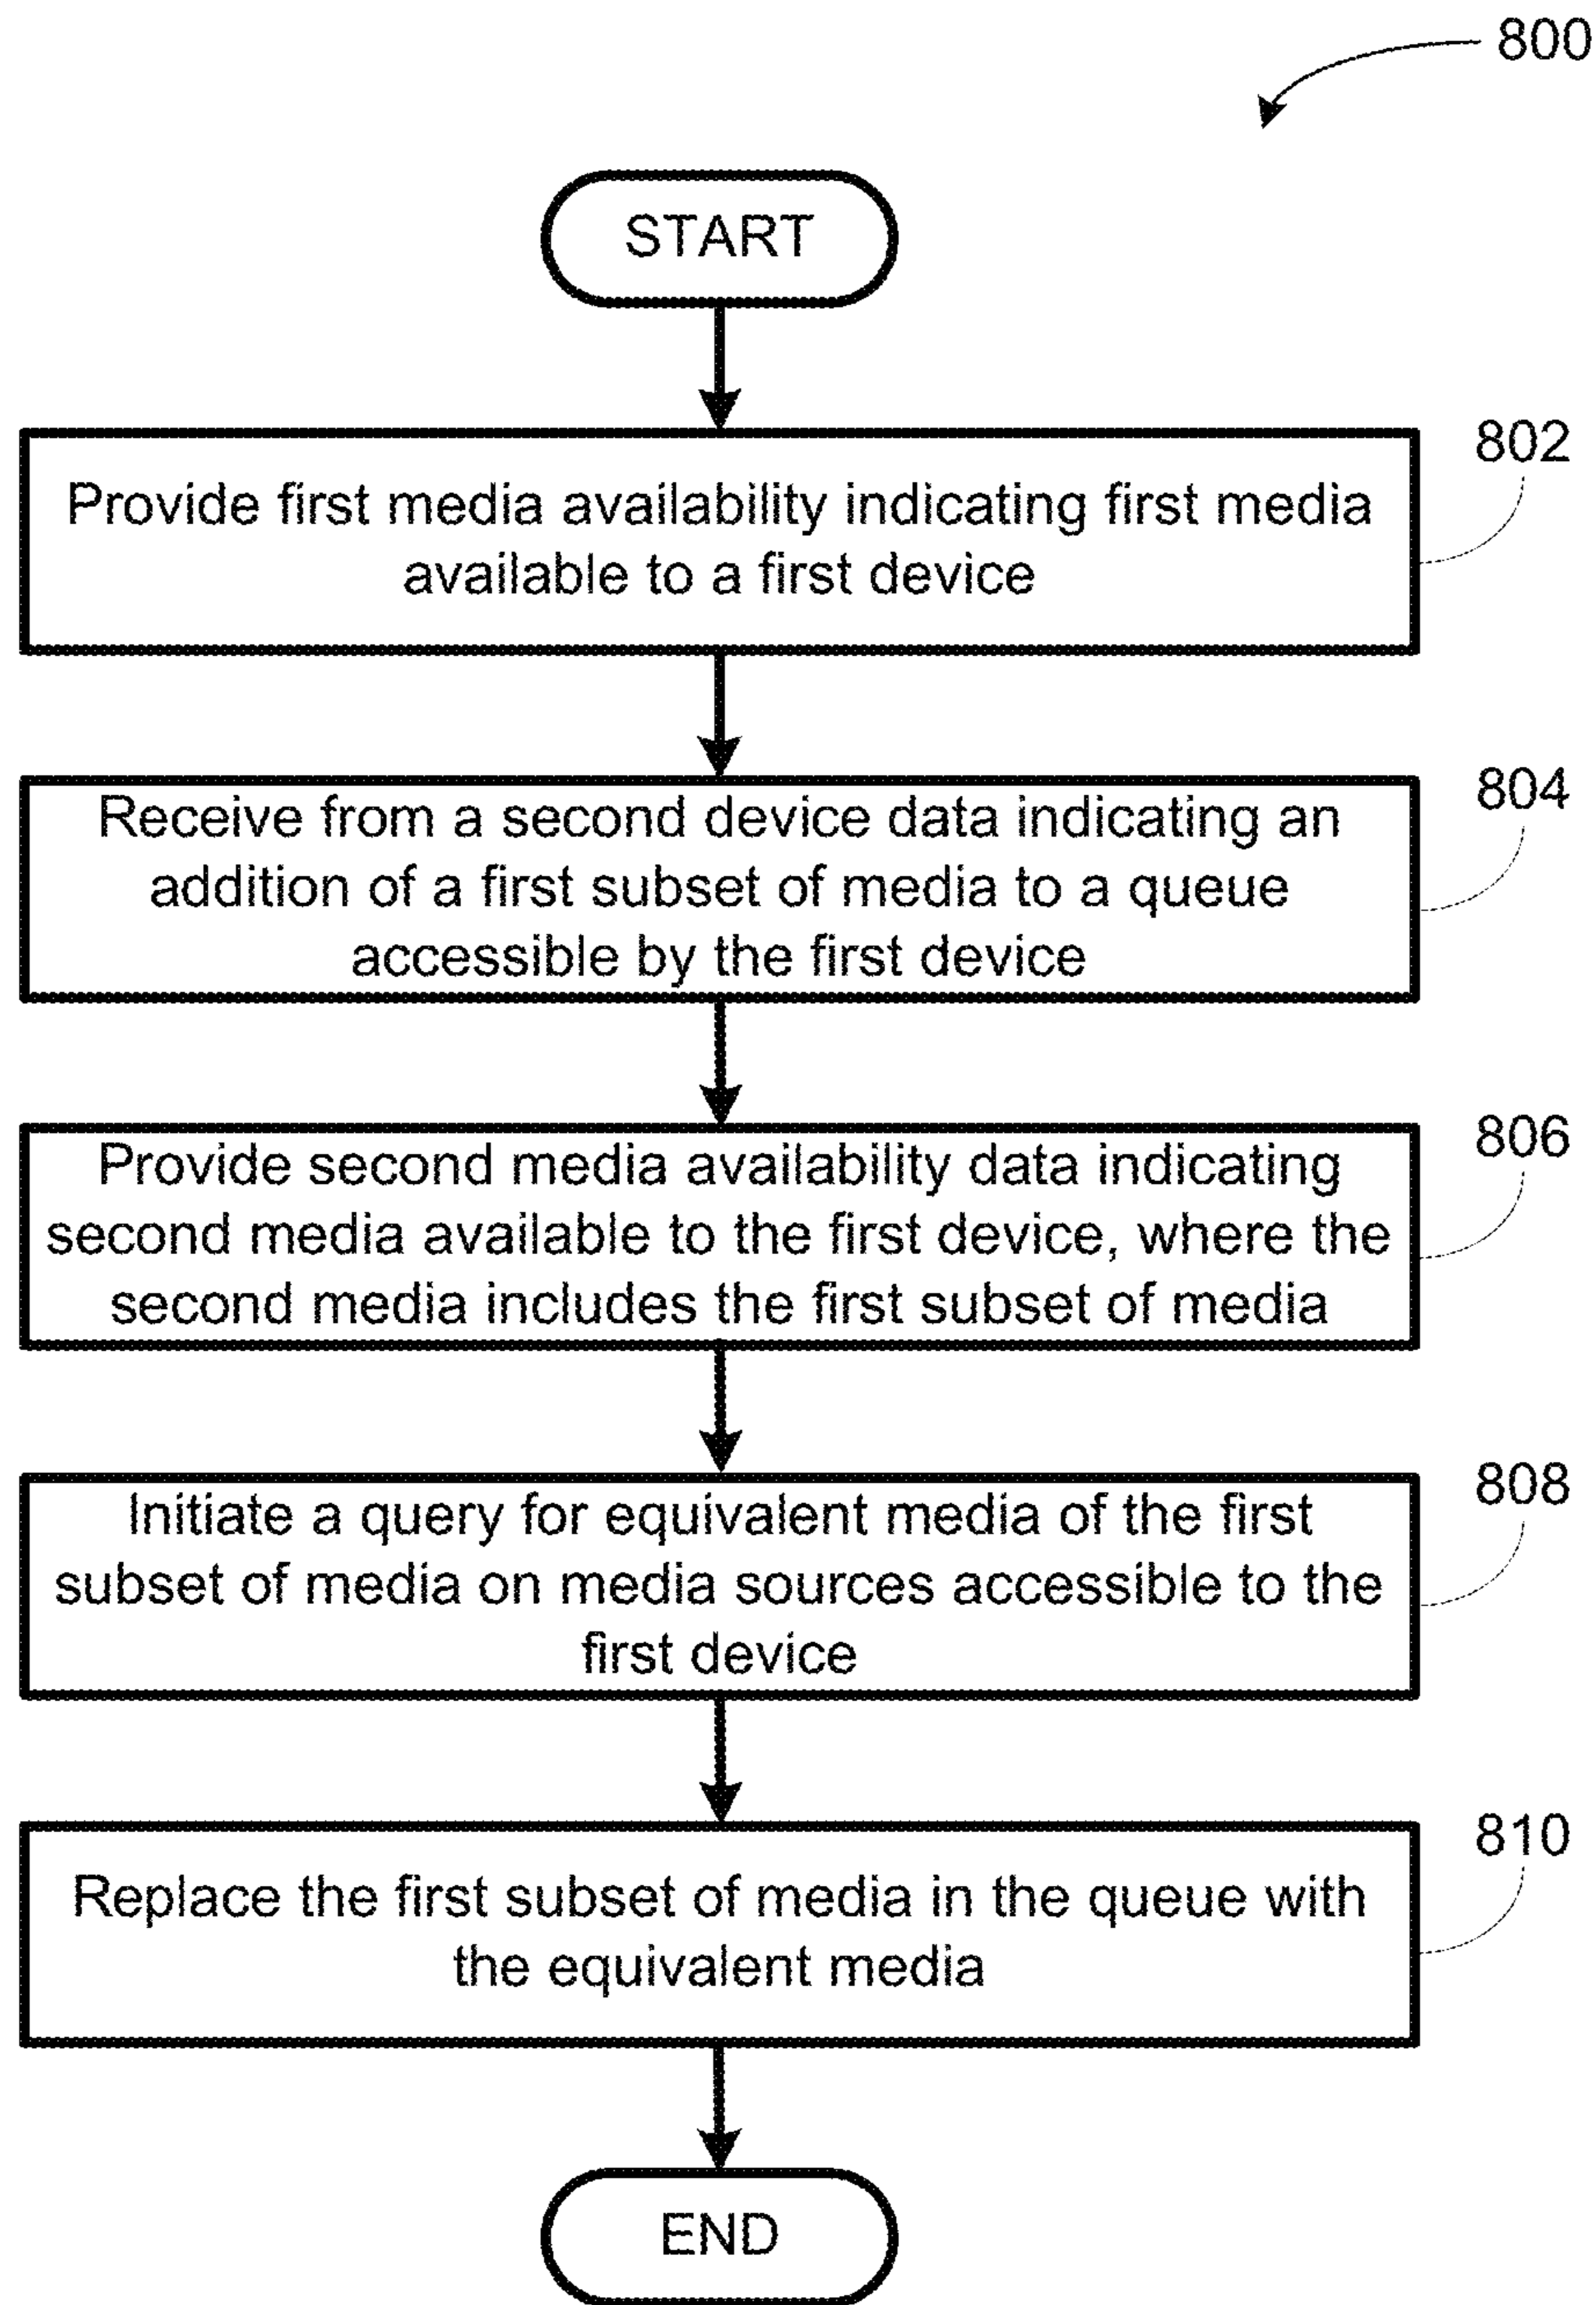 800
START
802
Provide first media availability indicating first media
available to a first device
804
Receive from a second device data indicating an
addition of a first subset of media to a queue
accessible by the first device
806
Provide second media availability data indicating
second media available to the first device, where the
second media includes the first subset of media
808
Initiate a query for equivalent media of the first
subset of media on media sources accessible to the
first device
810
Replace the first subset of media in the queue with
the equivalent media
END